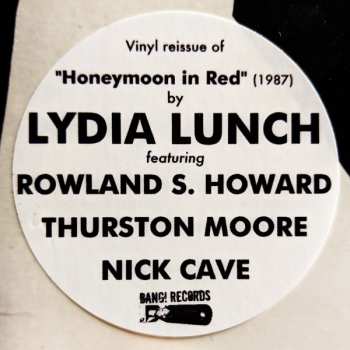 Vinyl reissue of
"Honeymoon in Red" (1987)
by
LYDIA LUNCH
featuring
ROWLAND S. HOWARD
THURSTON MOORE
NICK CAVE
BANG! RECORDS